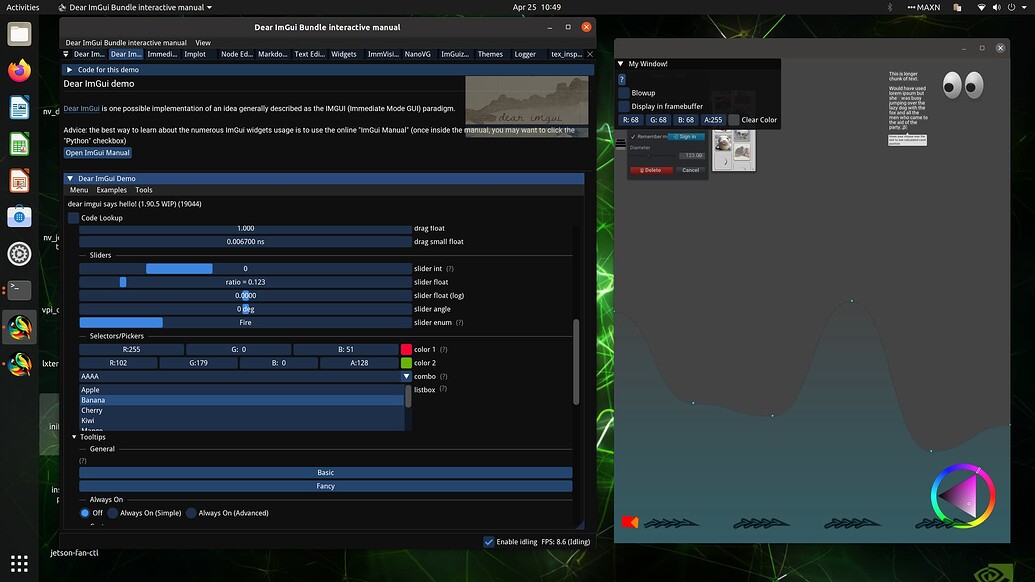 Activities
Dear ImGui Bundle interactive manual
Apr 25 10:49
MAXN
Dear ImGui Bundle interactive manual
Dear ImGui Bundle interactive manual View
Dear Im... Dear Im... Immedi... Implot Node Ed... Markdo... Text Edi... Widgets ImmVisi... NanoVG ImGuiz... Themes Logger tex_insp...
Code for this demo
Dear ImGui demo
Dear ImGui is one possible implementation of an idea generally described as the IMGUI (Immediate Mode GUI) paradigm.
Advice: the best way to learn about the numerous ImGui widgets usage is to use the online "ImGui Manual" (once inside the manual, you may want to click the
"Python" checkbox)
Open ImGui Manual
Dear ImGui Demo
Menu Examples Tools
dear imgui says hello! (1.90.5 WIP) (19044)
Code Lookup
1.000 drag float
0.006700 ns drag small float
Sliders
0 slider int (?)
ratio = 0.123 slider float
0.0000 slider float (log)
0 deg slider angle
Fire slider enum (?)
Selectors/Pickers
R:255 G: 0 B: 51 color 1 (?)
R:102 G:179 B: 0 A:128 color 2
AAAA combo (?)
Apple listbox (?)
Banana
Cherry
Kiwi
Mango
Tooltips
General
(?)
Basic
Fancy
Always On
Off Always On (Simple) Always On (Advanced)
Enable idling FPS: 8.6 (Idling)
jetson-fan-ctl
My Window!
?
Blowup
Display in framebuffer
R: 68 G: 68 B: 68 A:255 Clear Color
Remember m
Sign in
Diameter
123.00
Delete Cancel
This is longer
chunk of text.
Would have used
lorem ipsum but
she was busy
jumping over the
lazy dog with the
fox and all the
men who came to
the aid of the
party.